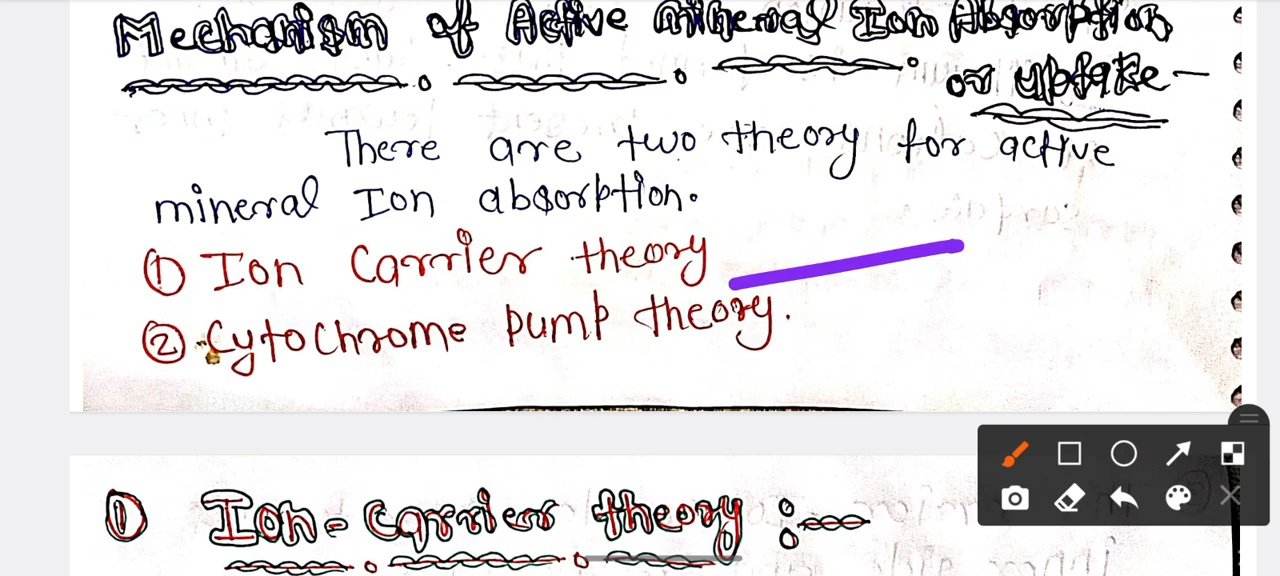 Mechanism of Active mineral Ion Absorption
or uptake-
There are two theory for active
mineral Ion absorption.
① Ion Carrier theory
② Cytochrome pump theory.
① Ion-Carrier theory :-